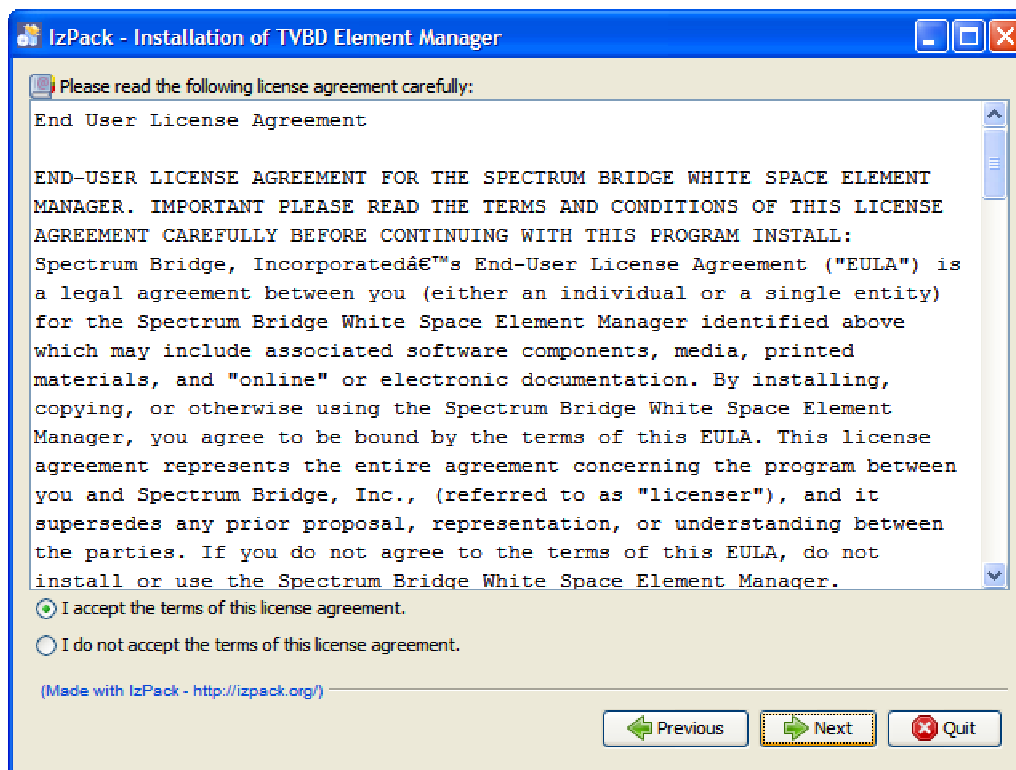 IzPack - Installation of TVBD Element Manager
Please read the following license agreement carefully:
End User License Agreement
END-USER LICENSE AGREEMENT FOR THE SPECTRUM BRIDGE WHITE SPACE ELEMENT
MANAGER. IMPORTANT PLEASE READ THE TERMS AND CONDITIONS OF THIS LICENSE
AGREEMENT CAREFULLY BEFORE CONTINUING WITH THIS PROGRAM INSTALL:
Spectrum Bridge, Incorporatedâ€™s End-User License Agreement ("EULA") is
a legal agreement between you (either an individual or a single entity)
for the Spectrum Bridge White Space Element Manager identified above
which may include associated software components, media, printed
materials, and "online" or electronic documentation. By installing,
copying, or otherwise using the Spectrum Bridge White Space Element
Manager, you agree to be bound by the terms of this EULA. This license
agreement represents the entire agreement concerning the program between
you and Spectrum Bridge, Inc., (referred to as "licenser"), and it
supersedes any prior proposal, representation, or understanding between
the parties. If you do not agree to the terms of this EULA, do not
install or use the Spectrum Bridge White Space Element Manager.
I accept the terms of this license agreement.
I do not accept the terms of this license agreement.
(Made with IzPack - http://izpack.org/)
Previous
Next
Quit